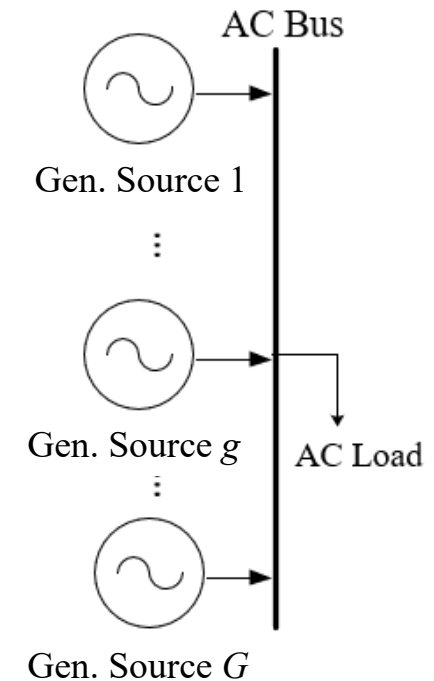 AC Bus
Gen. Source 1
...
Gen. Source g
AC Load
...
Gen. Source G